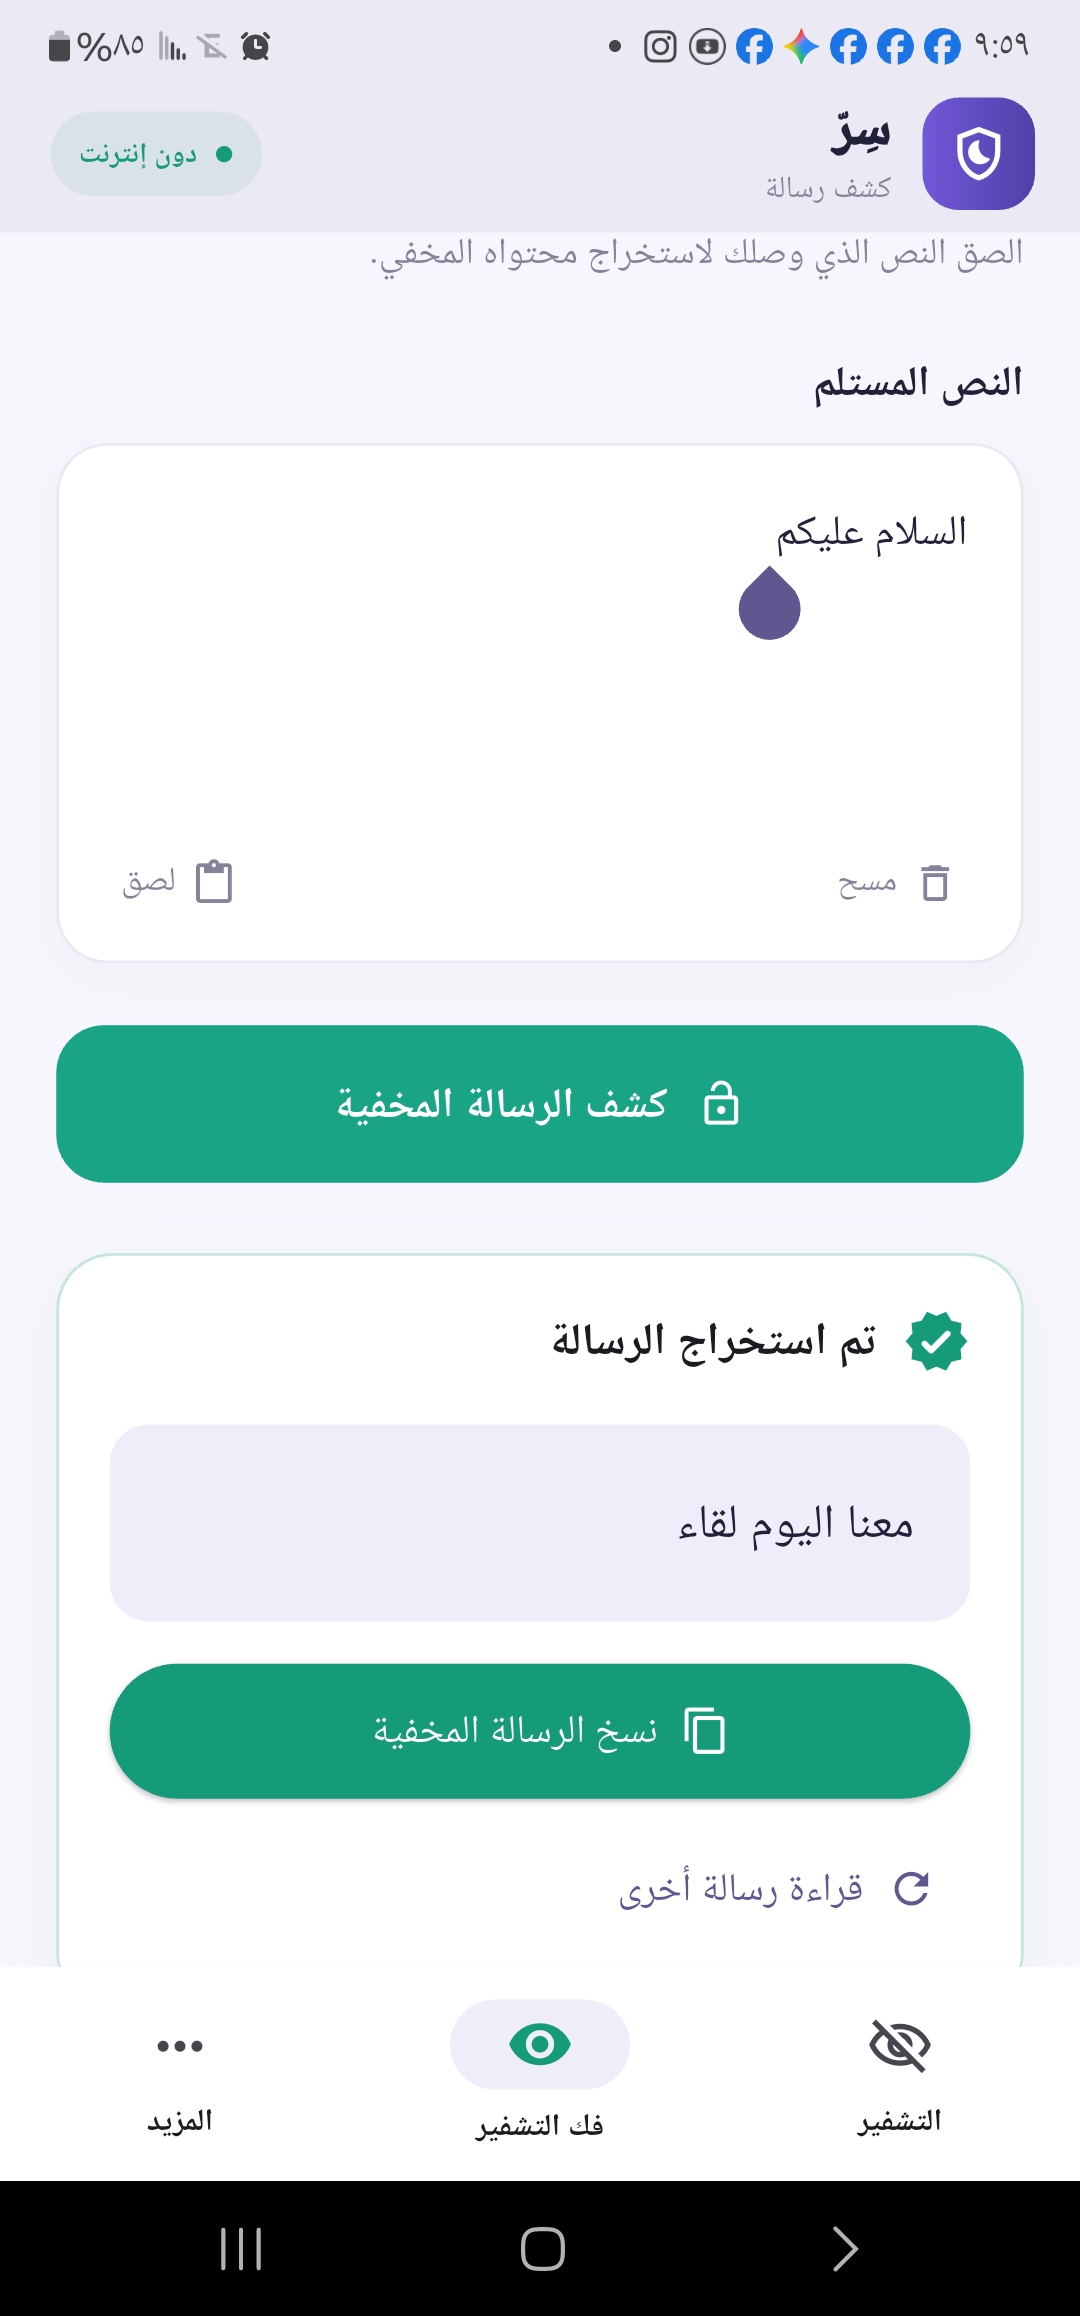 ٩:٥٩
%٨٥
سِرّ
كشف رسالة
دون إنترنت
الصق النص الذي وصلك لاستخراج محتواه المخفي.
النص المستلم
السلام عليكم
مسح
لصق
كشف الرسالة المخفية
تم استخراج الرسالة
معنا اليوم لقاء
نسخ الرسالة المخفية
قراءة رسالة أخرى
التشفير
فك التشفير
المزيد